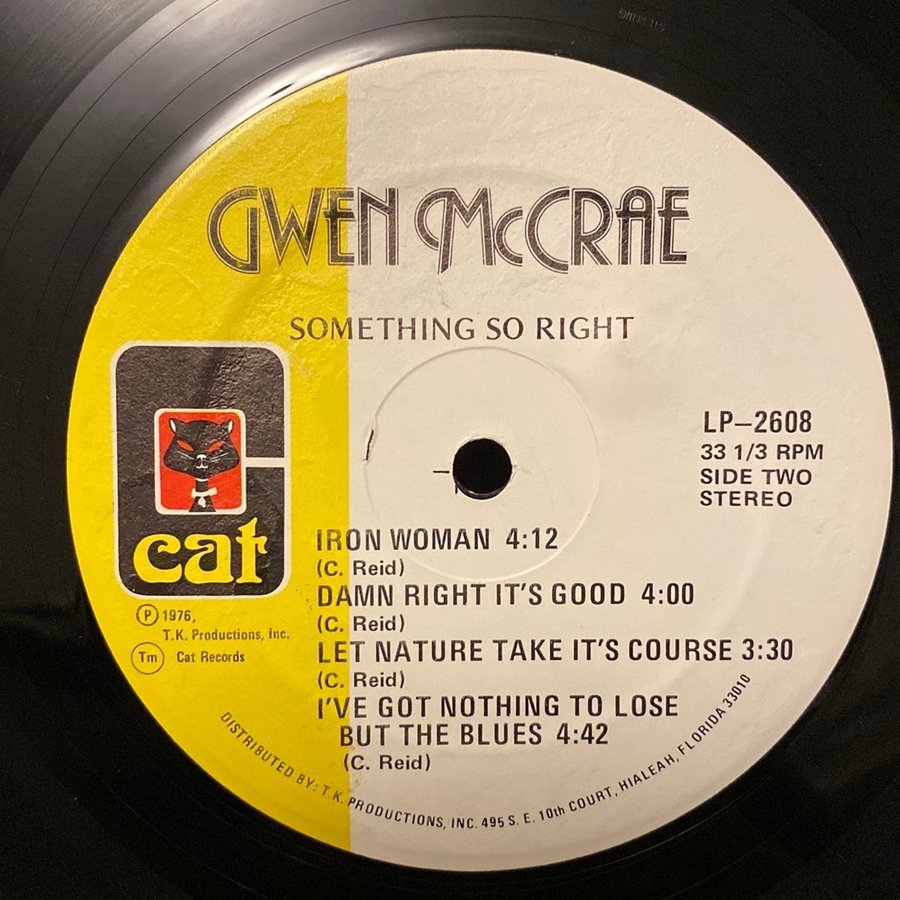 GWEN McCRAE
SOMETHING SO RIGHT
LP-2608
33 1/3 RPM
SIDE TWO
STEREO
cat
Ⓟ 1976,
T.K. Productions, Inc.
Tm Cat Records
IRON WOMAN 4:12
(C. Reid)
DAMN RIGHT IT'S GOOD 4:00
(C. Reid)
LET NATURE TAKE IT'S COURSE 3:30
(C. Reid)
I'VE GOT NOTHING TO LOSE
BUT THE BLUES 4:42
(C. Reid)
DISTRIBUTED BY: T.K. PRODUCTIONS, INC. 495 S. E. 10th COURT, HIALEAH, FLORIDA 33010
STERLING